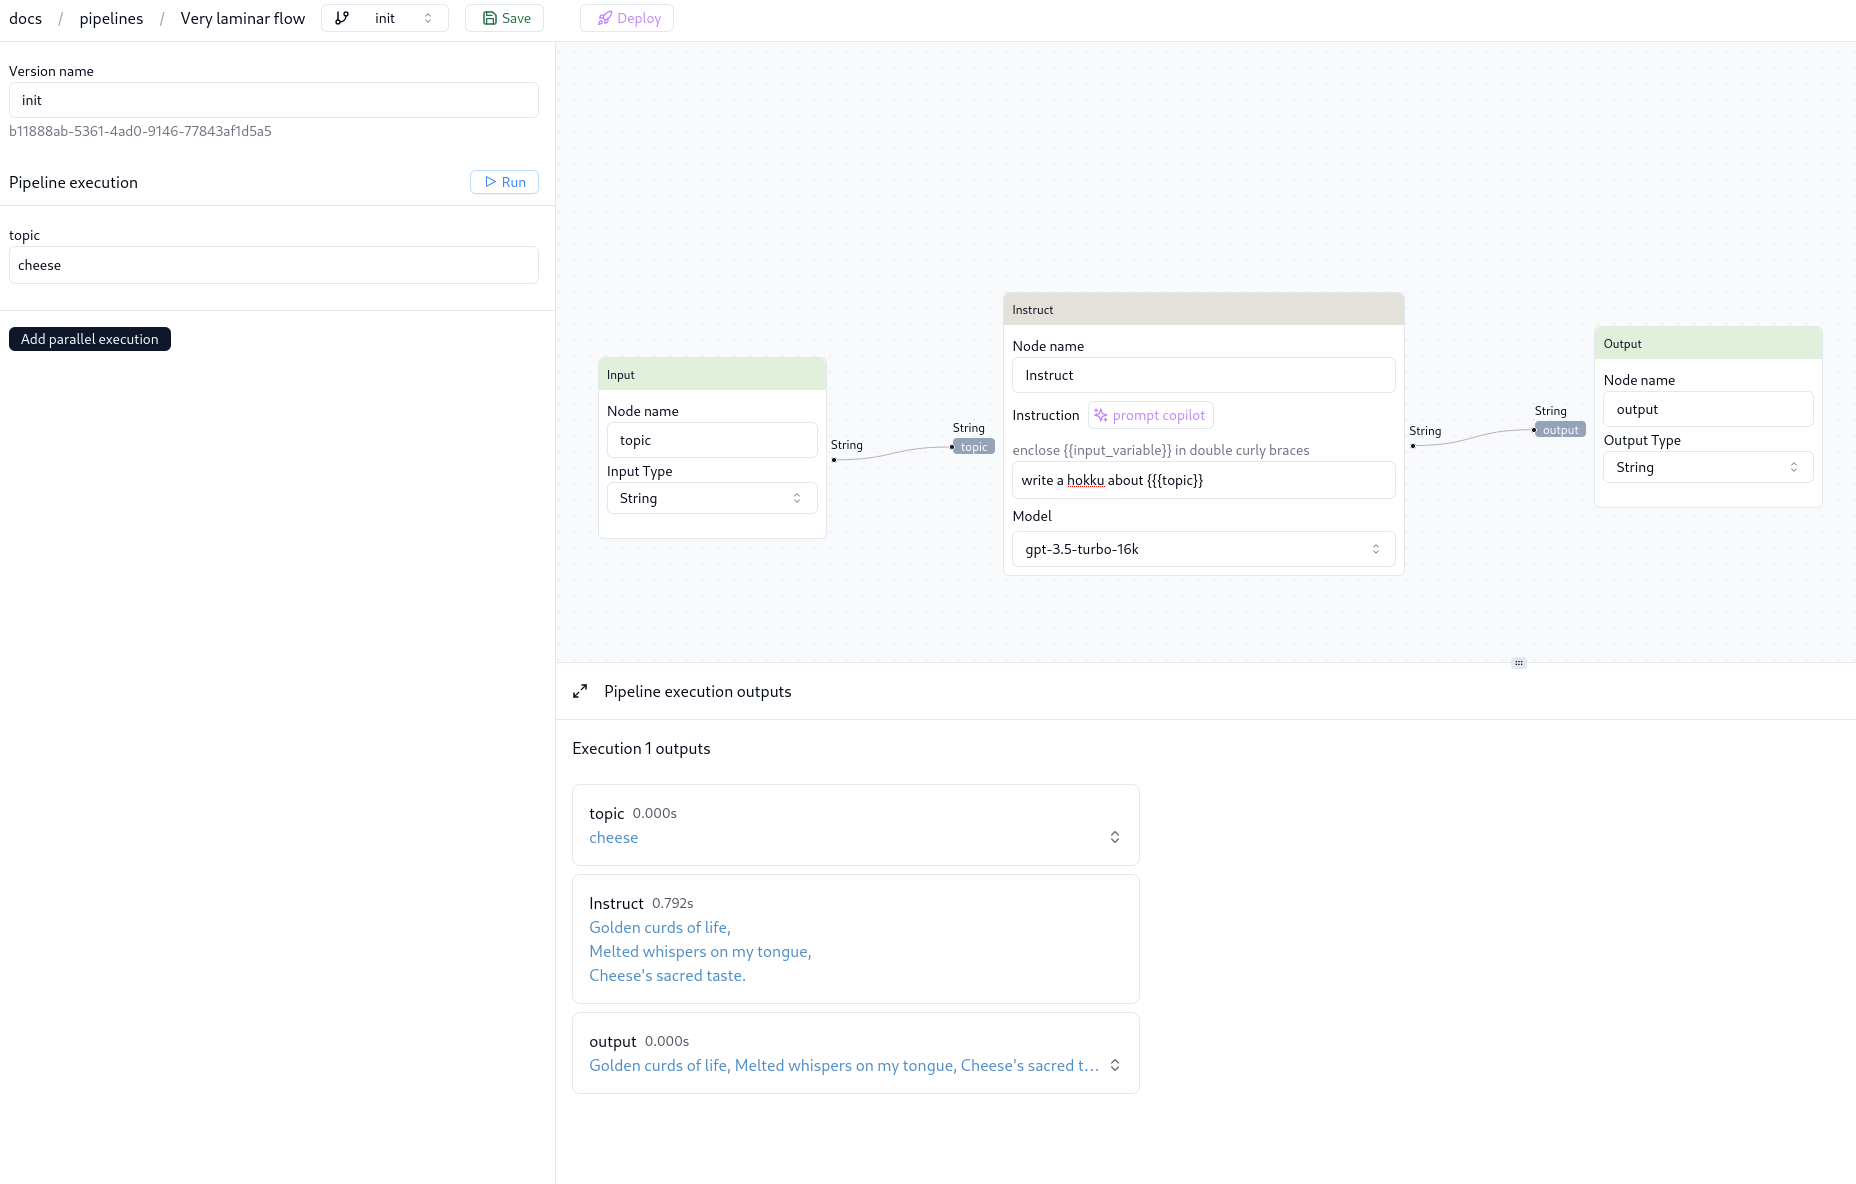 docs / pipelines / Very laminar flow init Save Deploy
Version name
init
b11888ab-5361-4ad0-9146-77843af1d5a5
Pipeline execution Run
topic
cheese
Add parallel execution
Input
Node name
topic
Input Type
String
String
String
topic
Instruct
Node name
Instruct
Instruction prompt copilot
enclose {{input_variable}} in double curly braces
write a hokku about {{{topic}}
Model
gpt-3.5-turbo-16k
String
String
output
Output
Node name
output
Output Type
String
Pipeline execution outputs
Execution 1 outputs
topic 0.000s
cheese
Instruct 0.792s
Golden curds of life,
Melted whispers on my tongue,
Cheese's sacred taste.
output 0.000s
Golden curds of life, Melted whispers on my tongue, Cheese's sacred t...